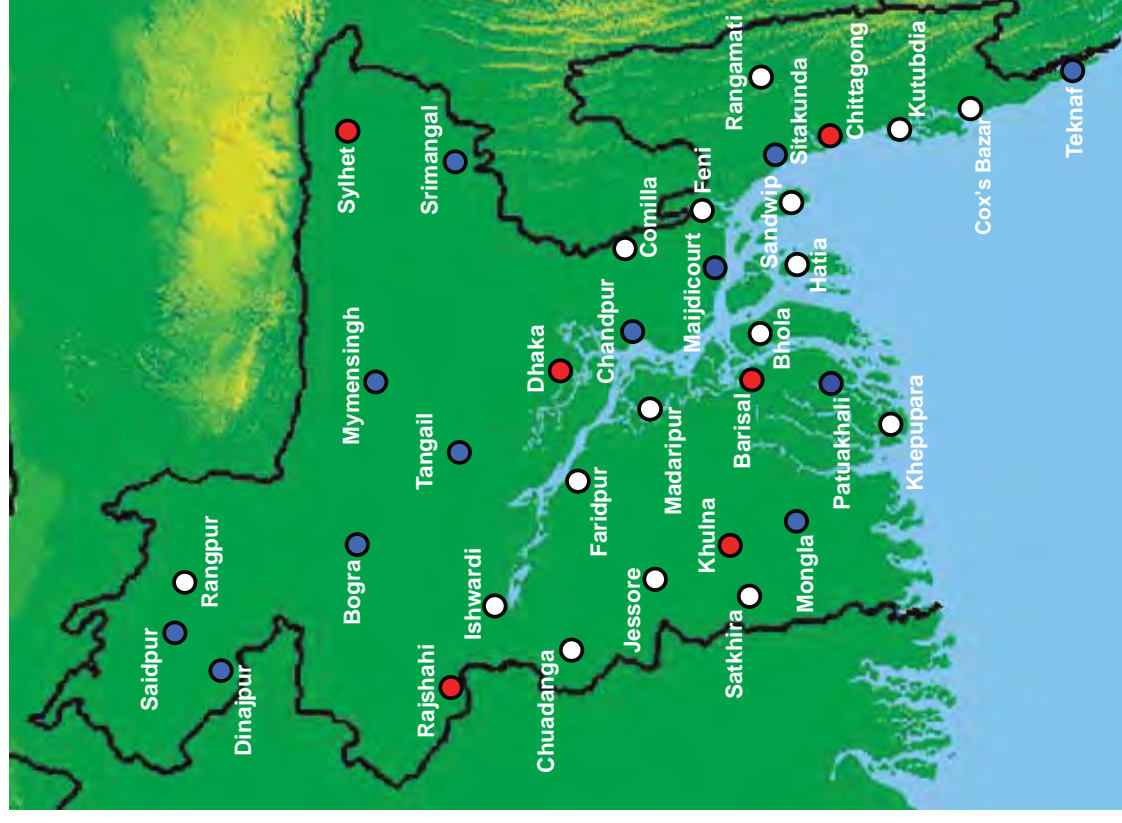 Saidpur
Rangpur
Dinajpur
Sylhet
Mymensingh
Bogra
Srimangal
Tangail
Rajshahi
Ishwardi
Dhaka
Chuadanga
Faridpur
Chandpur
Comilla
Jessore
Madaripur
Feni
Maijdicourt
Khulna
Satkhira
Barisal
Bhola
Rangamati
Sitakunda
Sandwip
Hatia
Mongla
Patuakhali
Chittagong
Khepupara
Kutubdia
Cox's Bazar
Teknaf